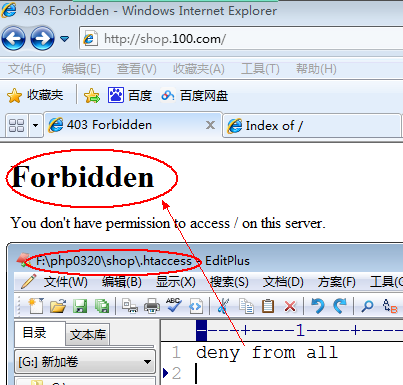 403 Forbidden - Windows Internet Explorer
http://shop.100.com/
文件(F) 编辑(E) 查看(V) 收藏夹(A) 工具(T) 帮助(H)
收藏夹 百度 百度网盘
403 Forbidden Index of /
Forbidden
You don't have permission to access / on this server.
F:\php0320\shop\.htaccess - EditPlus
文件(W) 编辑(B) 显示(X) 搜索(S) 文档(D) 方案(F) 工具(G)
目录 文本库
[G:] 新加卷
1
1 deny from all
2